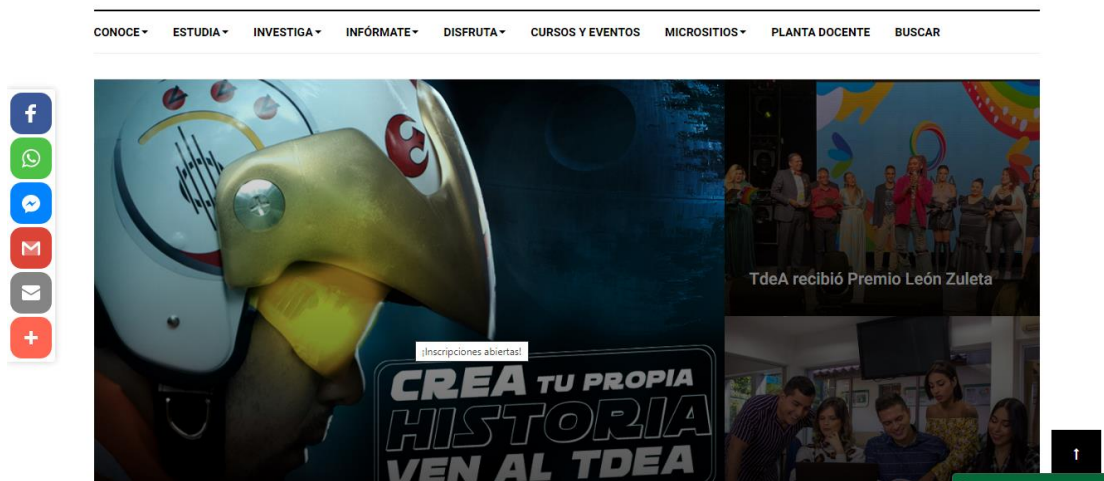 CONOCE ESTUDIA INVESTIGA INFÓRMATE DISFRUTA CURSOS Y EVENTOS MICROSITIOS PLANTA DOCENTE BUSCAR
TdeA recibió Premio León Zuleta
¡Inscripciones abiertas!
CREA TU PROPIA
HISTORIA
VEN AL TDEA